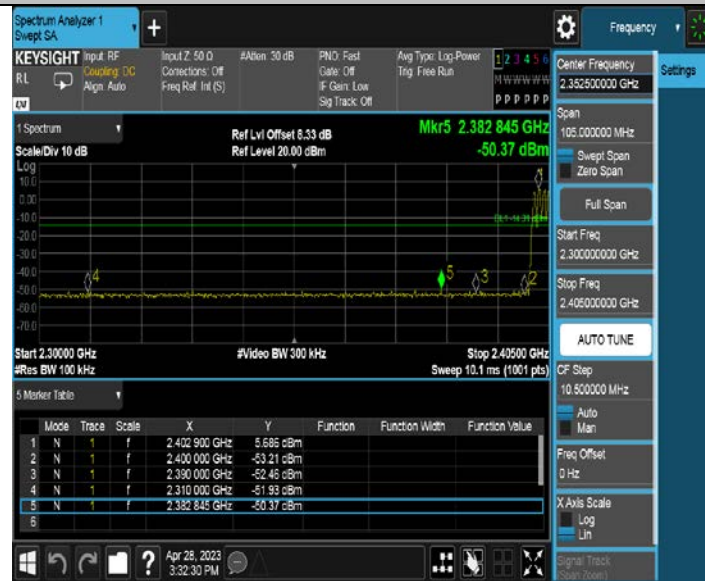 Spectrum Analyzer 1
Swept SA
+
Frequency
Settings
KEYSIGHT
RL
LXI
Input: RF
Coupling: DC
Align: Auto
Input Z: 50 Ω
Corrections: Off
Freq Ref: Int (S)
#Atten: 30 dB
PNO: Fast
Gate: Off
IF Gain: Low
Sig Track: Off
Avg Type: Log-Power
Trig: Free Run
1 2 3 4 5 6
M W W W W W
P P P P P P
1 Spectrum
Scale/Div 10 dB
Log
Ref Lvl Offset 8.33 dB
Ref Level 20.00 dBm
Mkr5 2.382 845 GHz
-50.37 dBm
10.0
0.00
-10.0
-20.0
-30.0
-40.0
-50.0
-60.0
-70.0
1
2
3
4
5
Start 2.30000 GHz
#Res BW 100 kHz
#Video BW 300 kHz
Stop 2.40500 GHz
Sweep 10.1 ms (1001 pts)
5 Marker Table
Mode Trace Scale X Y Function Function Width Function Value
1 N 1 f 2.402 900 GHz 5.686 dBm
2 N 1 f 2.400 000 GHz -53.21 dBm
3 N 1 f 2.390 000 GHz -52.46 dBm
4 N 1 f 2.310 000 GHz -51.93 dBm
5 N 1 f 2.382 845 GHz -50.37 dBm
6
?
Apr 28, 2023
3:32:30 PM
Center Frequency
2.352500000 GHz
Span
105.000000 MHz
Swept Span
Zero Span
Full Span
Start Freq
2.300000000 GHz
Stop Freq
2.405000000 GHz
AUTO TUNE
CF Step
10.500000 MHz
Auto
Man
Freq Offset
0 Hz
X Axis Scale
Log
Lin
Signal Track
(Span Zoom)